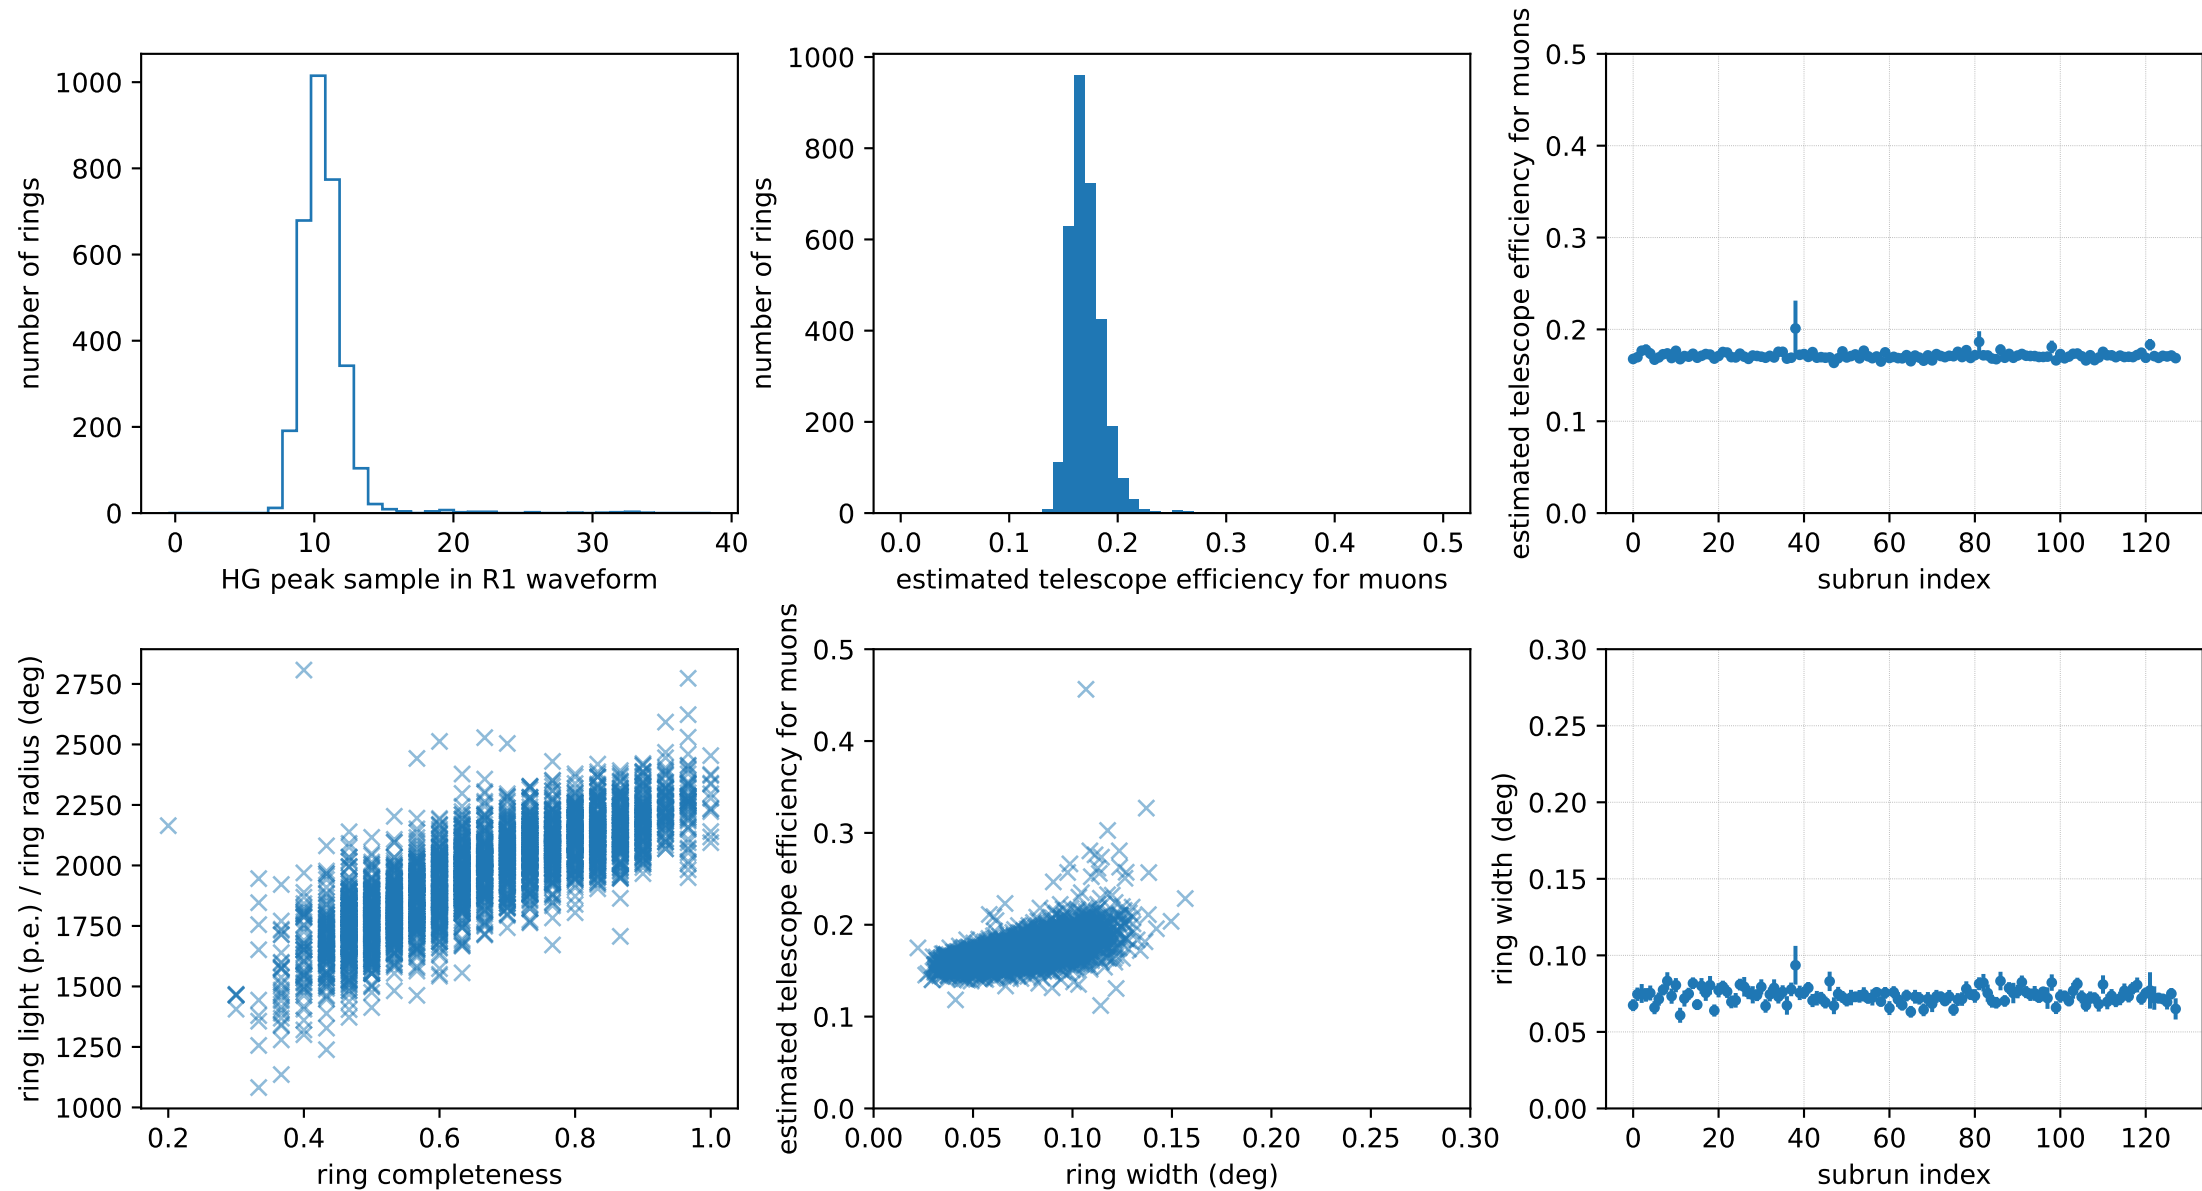 number of rings
1000
800
600
400
200
0
0 10 20 30 40
HG peak sample in R1 waveform
number of rings
1000
800
600
400
200
0
0.0 0.1 0.2 0.3 0.4 0.5
estimated telescope efficiency for muons
estimated telescope efficiency for muons
0.5
0.4
0.3
0.2
0.1
0.0
0 20 40 60 80 100 120
subrun index
ring light (p.e.) / ring radius (deg)
2750
2500
2250
2000
1750
1500
1250
1000
0.2 0.4 0.6 0.8 1.0
ring completeness
estimated telescope efficiency for muons
0.5
0.4
0.3
0.2
0.1
0.0
0.00 0.05 0.10 0.15 0.20 0.25 0.30
ring width (deg)
ring width (deg)
0.30
0.25
0.20
0.15
0.10
0.05
0.00
0 20 40 60 80 100 120
subrun index